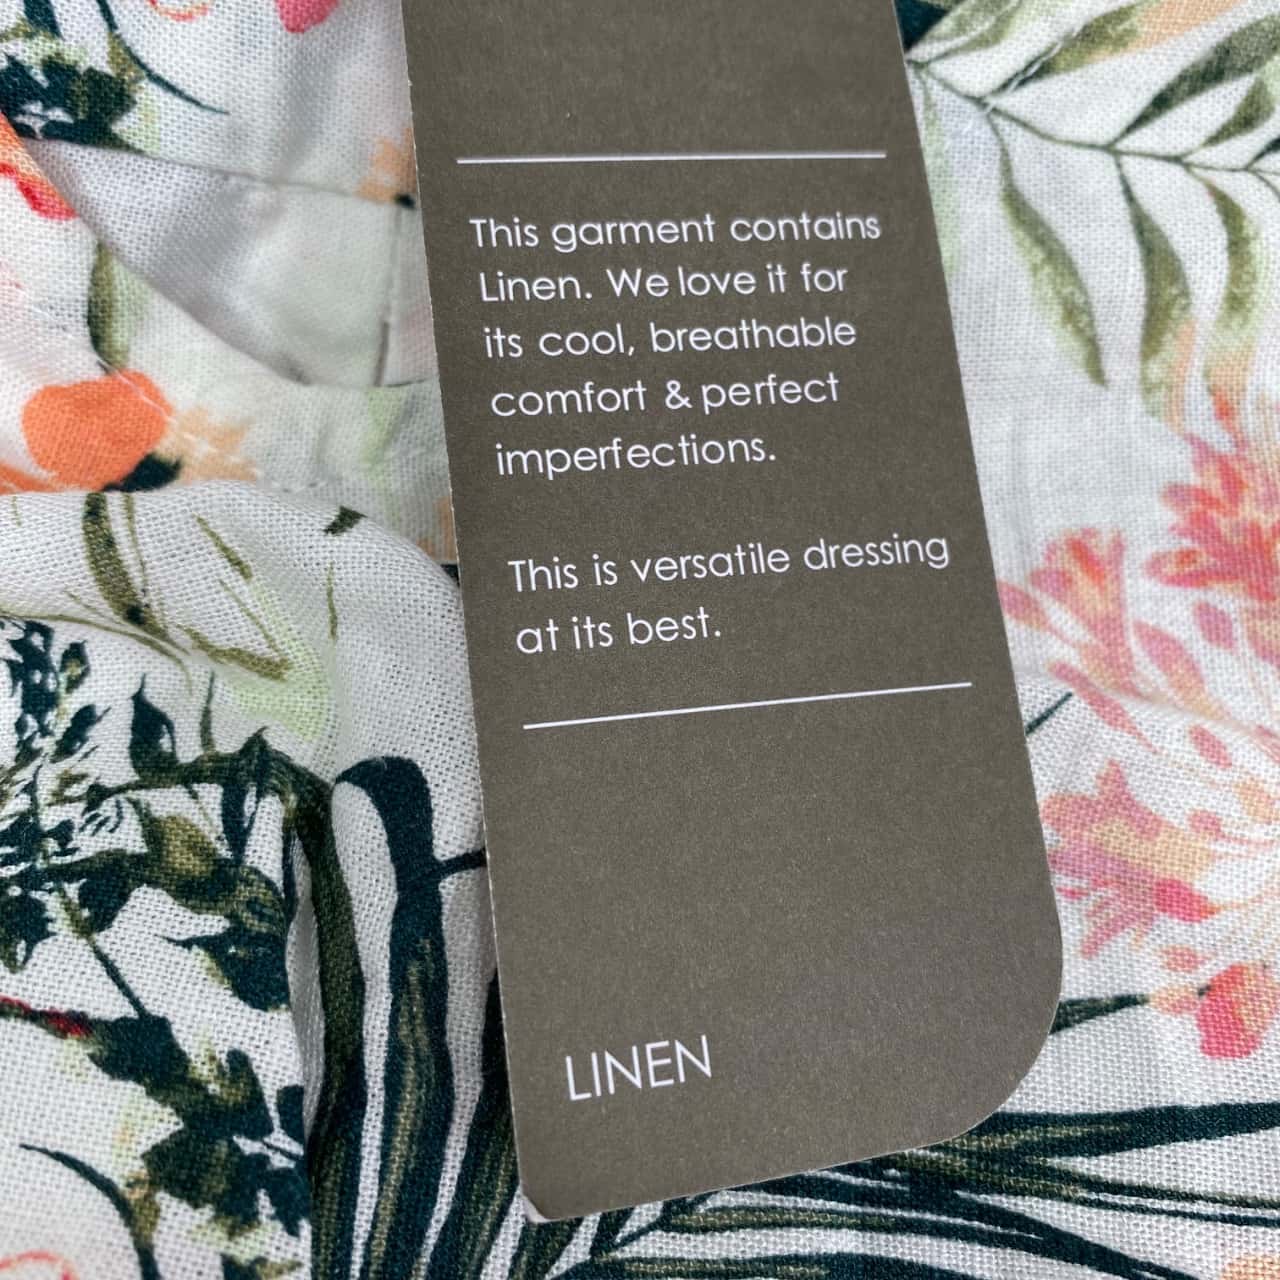 This garment contains
Linen. We love it for
its cool, breathable
comfort & perfect
imperfections.
This is versatile dressing
at its best.
LINEN